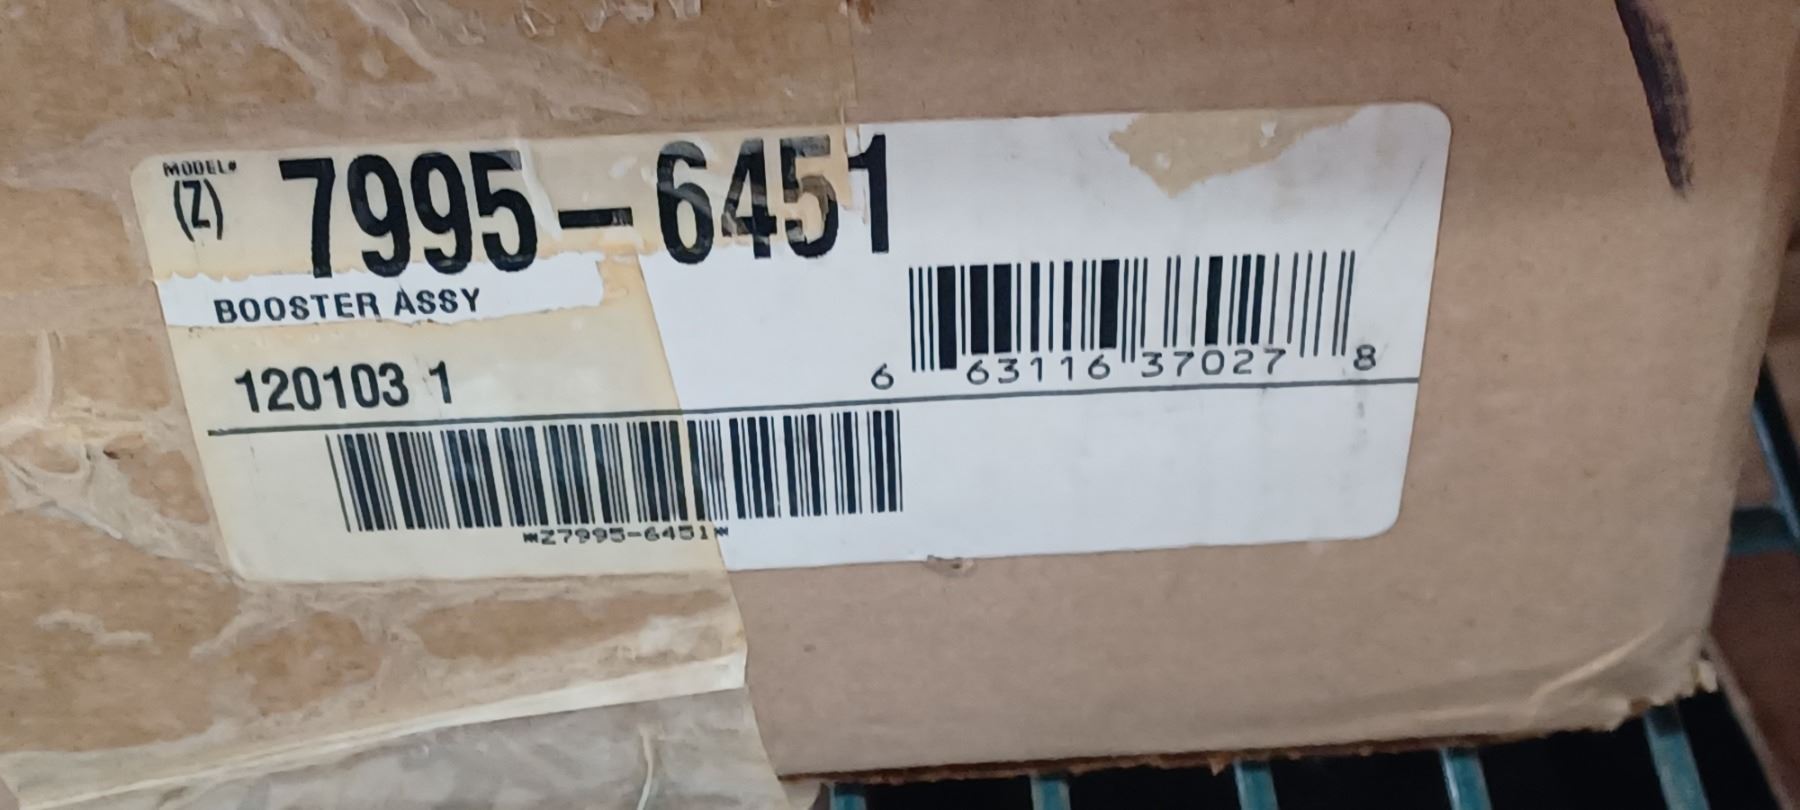 MODEL#
(Z) 7995-6451
BOOSTER ASSY
120103 1
6 63116 37027 8
*Z7995-6451*